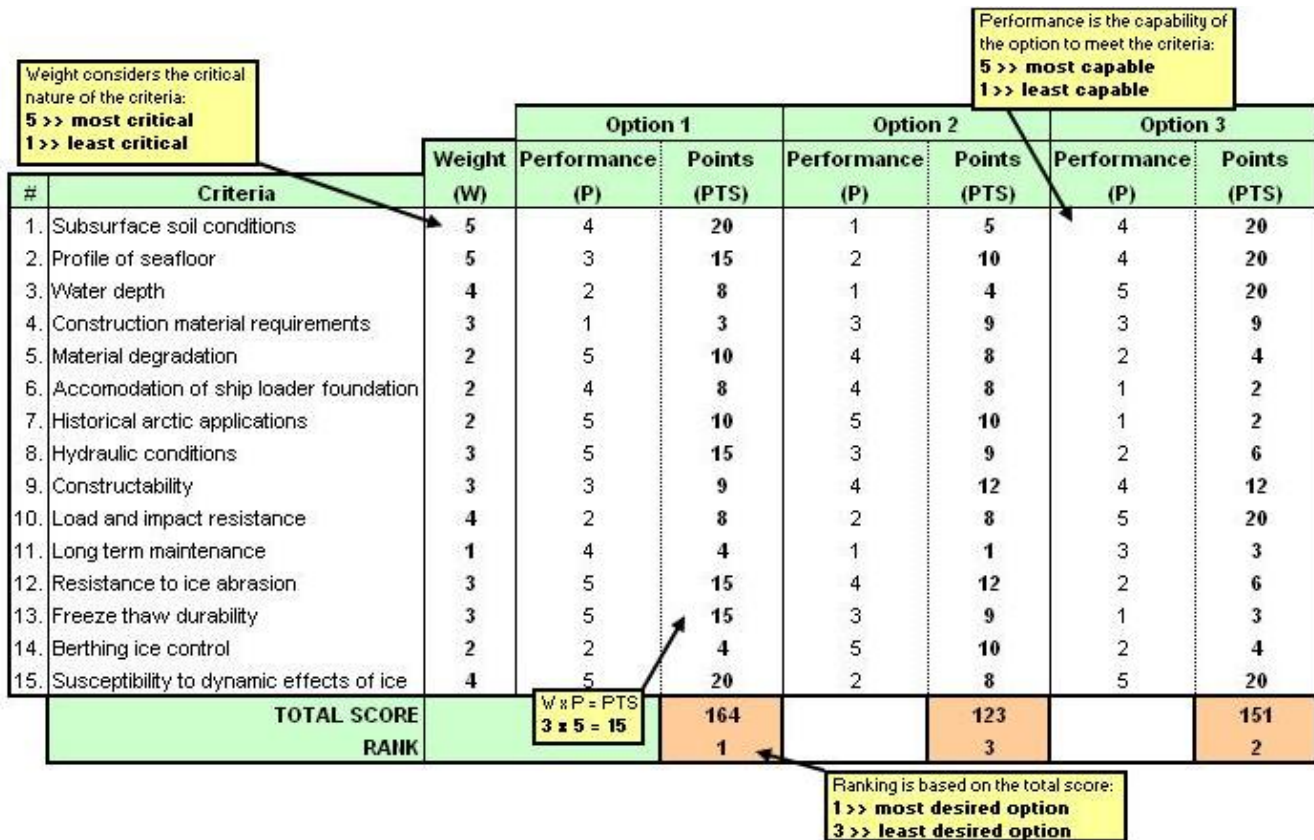 Performance is the capability of
the option to meet the criteria:
5 >> most capable
1 >> least capable
Weight considers the critical
nature of the criteria:
5 >> most critical
1 >> least critical
Option 1 Option 2 Option 3
Weight Performance Points Performance Points Performance Points
# Criteria (W) (P) (PTS) (P) (PTS) (P) (PTS)
1. Subsurface soil conditions 5 4 20 1 5 4 20
2. Profile of seafloor 5 3 15 2 10 4 20
3. Water depth 4 2 8 1 4 5 20
4. Construction material requirements 3 1 3 3 9 3 9
5. Material degradation 2 5 10 4 8 2 4
6. Accomodation of ship loader foundation 2 4 8 4 8 1 2
7. Historical arctic applications 2 5 10 5 10 1 2
8. Hydraulic conditions 3 5 15 3 9 2 6
9. Constructability 3 3 9 4 12 4 12
10. Load and impact resistance 4 2 8 2 8 5 20
11. Long term maintenance 1 4 4 1 1 3 3
12. Resistance to ice abrasion 3 5 15 4 12 2 6
13. Freeze thaw durability 3 5 15 3 9 1 3
14. Berthing ice control 2 2 4 5 10 2 4
15. Susceptibility to dynamic effects of ice 4 5 20 2 8 5 20
W x P = PTS
3 x 5 = 15
TOTAL SCORE 164 123 151
RANK 1 3 2
Ranking is based on the total score:
1 >> most desired option
3 >> least desired option